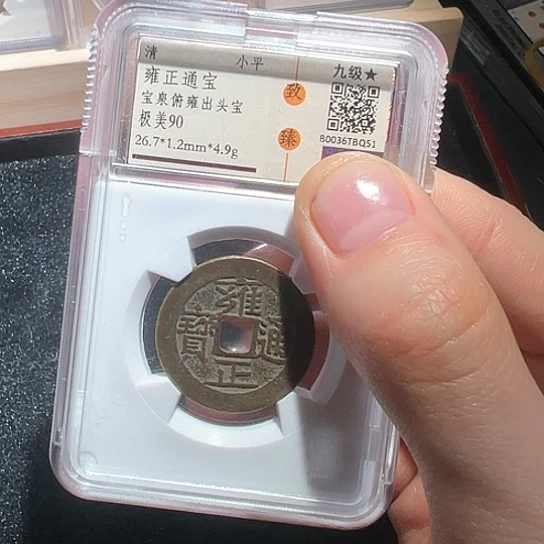 清 小平 九级★
雍正通宝
宝泉俯雍出头宝
极美90
26.7*1.2mm*4.9g
致
臻
B0036TBQ51
雍
正
通
寶